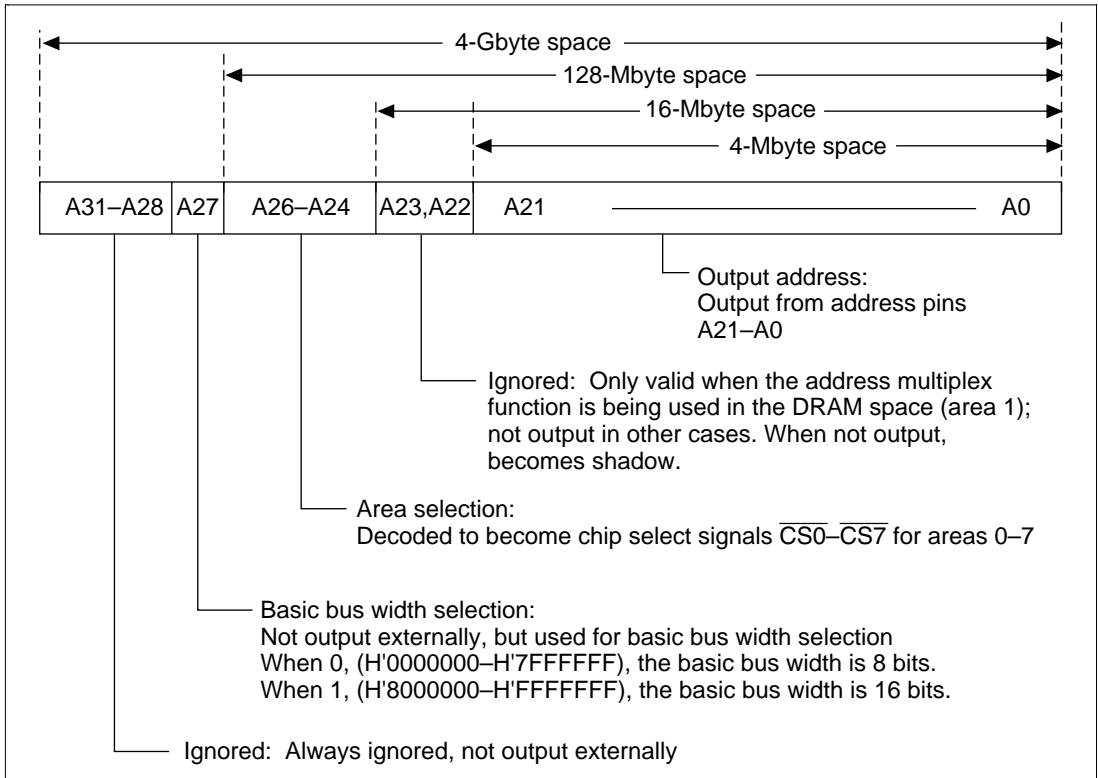 4-Gbyte space
128-Mbyte space
16-Mbyte space
4-Mbyte space
A31–A28 A27 A26–A24 A23,A22 A21 A0
Output address:
Output from address pins
A21–A0
Ignored: Only valid when the address multiplex
function is being used in the DRAM space (area 1);
not output in other cases. When not output,
becomes shadow.
Area selection:
Decoded to become chip select signals C̅S̅0̅–C̅S̅7̅ for areas 0–7
Basic bus width selection:
Not output externally, but used for basic bus width selection
When 0, (H'0000000–H'7FFFFFF), the basic bus width is 8 bits.
When 1, (H'8000000–H'FFFFFFF), the basic bus width is 16 bits.
Ignored: Always ignored, not output externally